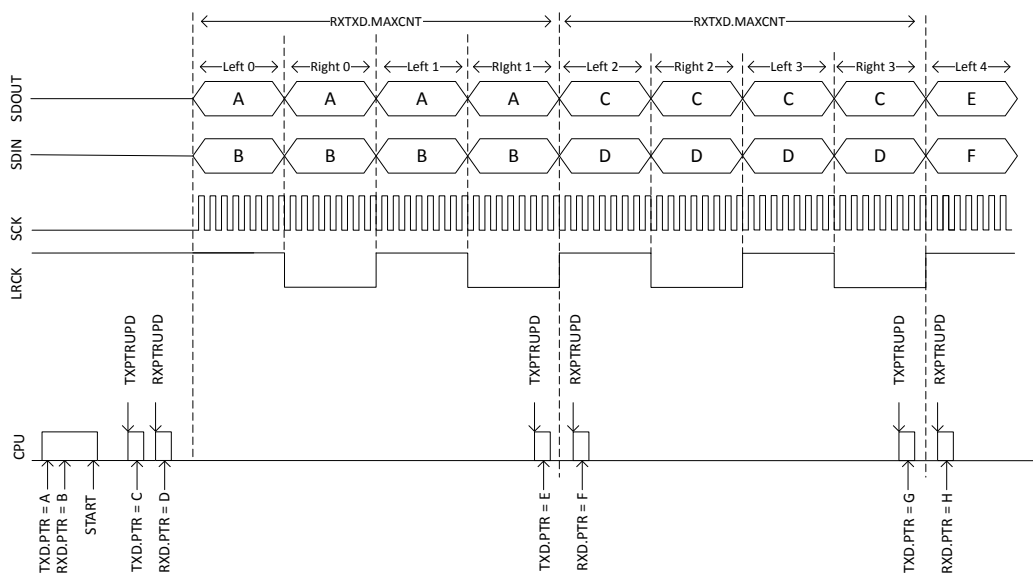 RXTXD.MAXCNT RXTXD.MAXCNT
Left 0 Right 0 Left 1 RIght 1 Left 2 Right 2 Left 3 Right 3 Left 4
SDOUT A A A A C C C C E
SDIN B B B B D D D D F
SCK
LRCK
TXPTRUPD RXPTRUPD TXPTRUPD RXPTRUPD TXPTRUPD RXPTRUPD
CPU
TXD.PTR = A RXD.PTR = B START TXD.PTR = C RXD.PTR = D TXD.PTR = E RXD.PTR = F TXD.PTR = G RXD.PTR = H